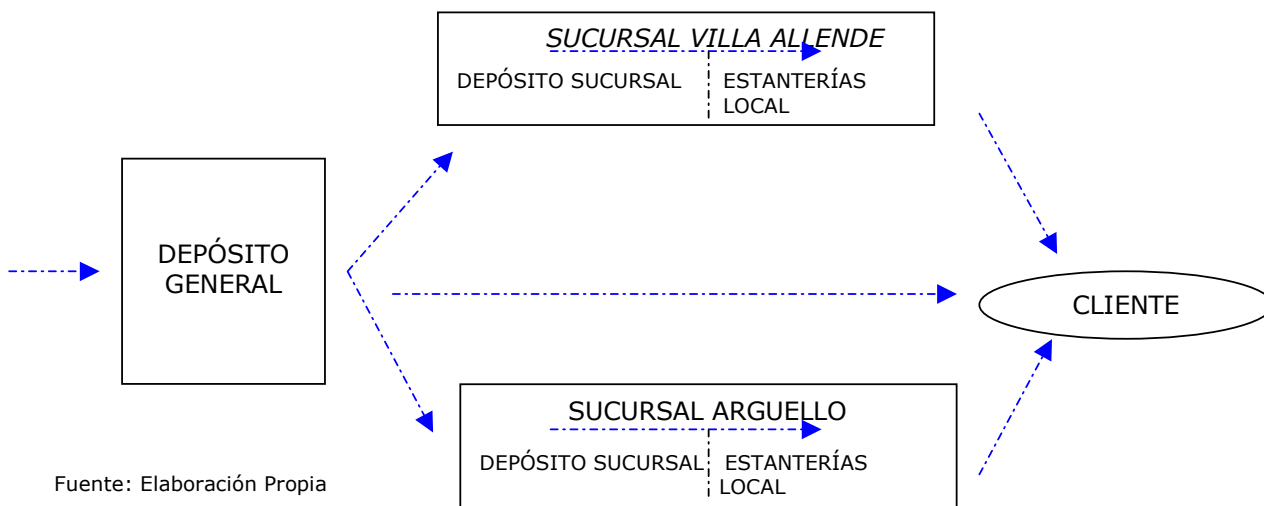 SUCURSAL VILLA ALLENDE
DEPÓSITO SUCURSAL
ESTANTERÍAS
LOCAL
DEPÓSITO
GENERAL
CLIENTE
SUCURSAL ARGUELLO
DEPÓSITO SUCURSAL
ESTANTERÍAS
LOCAL
Fuente: Elaboración Propia